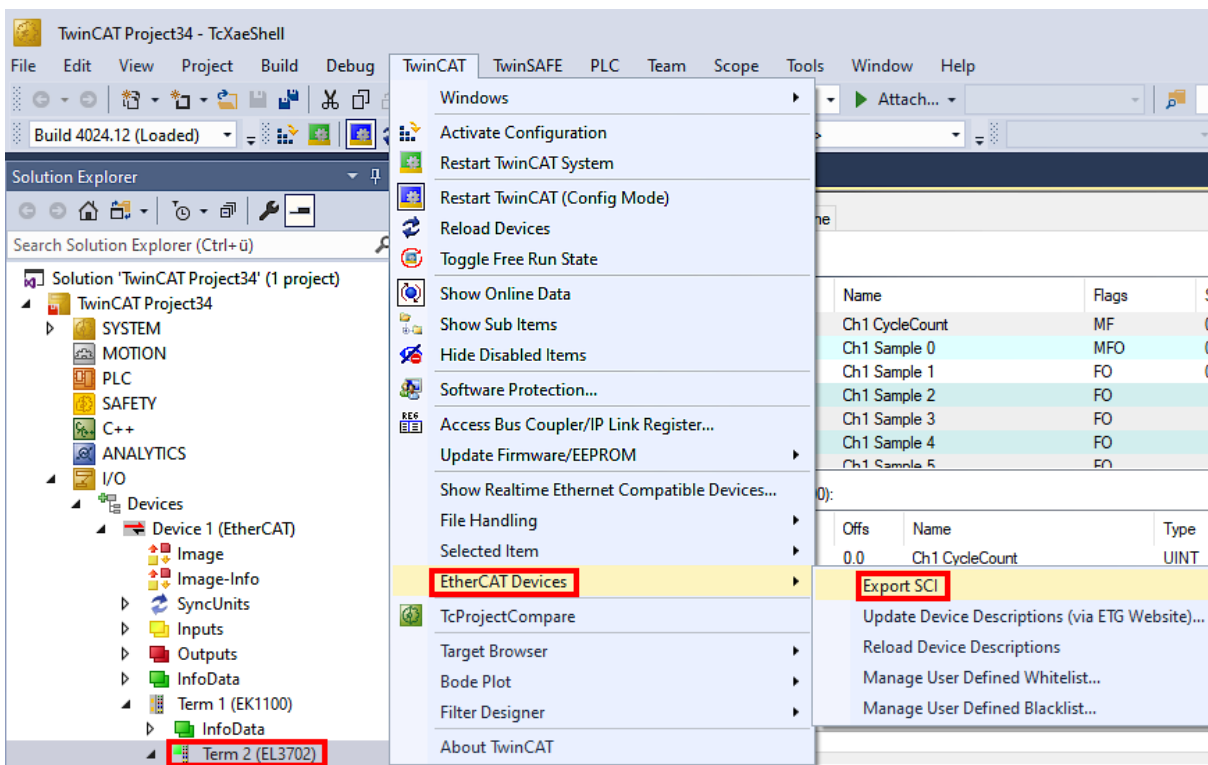 TwinCAT Project34 - TcXaeShell
File Edit View Project Build Debug TwinCAT TwinSAFE PLC Team Scope Tools Window Help
Attach...
Build 4024.12 (Loaded)
Solution Explorer
Search Solution Explorer (Ctrl+ü)
Solution 'TwinCAT Project34' (1 project)
TwinCAT Project34
SYSTEM
MOTION
PLC
SAFETY
C++
ANALYTICS
I/O
Devices
Device 1 (EtherCAT)
Image
Image-Info
SyncUnits
Inputs
Outputs
InfoData
Term 1 (EK1100)
InfoData
Term 2 (EL3702)
Windows
Activate Configuration
Restart TwinCAT System
Restart TwinCAT (Config Mode)
Reload Devices
Toggle Free Run State
Show Online Data
Show Sub Items
Hide Disabled Items
Software Protection...
REG
Access Bus Coupler/IP Link Register...
Update Firmware/EEPROM
Show Realtime Ethernet Compatible Devices...
File Handling
Selected Item
EtherCAT Devices
TcProjectCompare
Target Browser
Bode Plot
Filter Designer
About TwinCAT
Name Flags
Ch1 CycleCount MF
Ch1 Sample 0 MFO
Ch1 Sample 1 FO
Ch1 Sample 2 FO
Ch1 Sample 3 FO
Ch1 Sample 4 FO
Ch1 Sample 5 FO
Offs Name Type
0.0 Ch1 CycleCount UINT
Export SCI
Update Device Descriptions (via ETG Website)...
Reload Device Descriptions
Manage User Defined Whitelist...
Manage User Defined Blacklist...